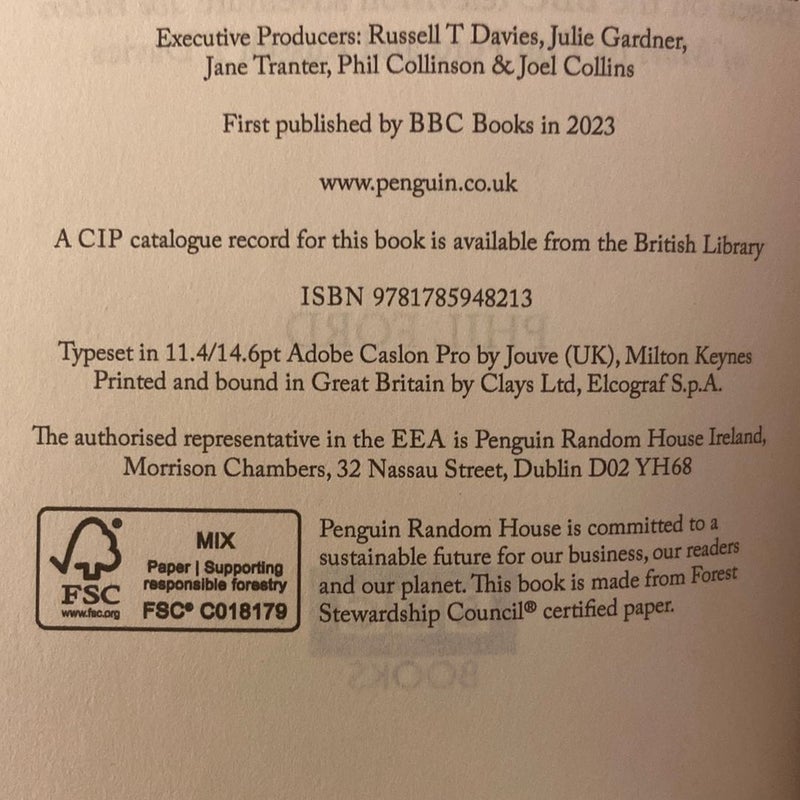 Executive Producers: Russell T Davies, Julie Gardner,
Jane Tranter, Phil Collinson & Joel Collins
First published by BBC Books in 2023
www.penguin.co.uk
A CIP catalogue record for this book is available from the British Library
ISBN 9781785948213
Typeset in 11.4/14.6pt Adobe Caslon Pro by Jouve (UK), Milton Keynes
Printed and bound in Great Britain by Clays Ltd, Elcograf S.p.A.
The authorised representative in the EEA is Penguin Random House Ireland,
Morrison Chambers, 32 Nassau Street, Dublin D02 YH68
FSC
www.fsc.org
MIX
Paper | Supporting
responsible forestry
FSC® C018179
Penguin Random House is committed to a
sustainable future for our business, our readers
and our planet. This book is made from Forest
Stewardship Council® certified paper.
PHIL FORD
BOOKS